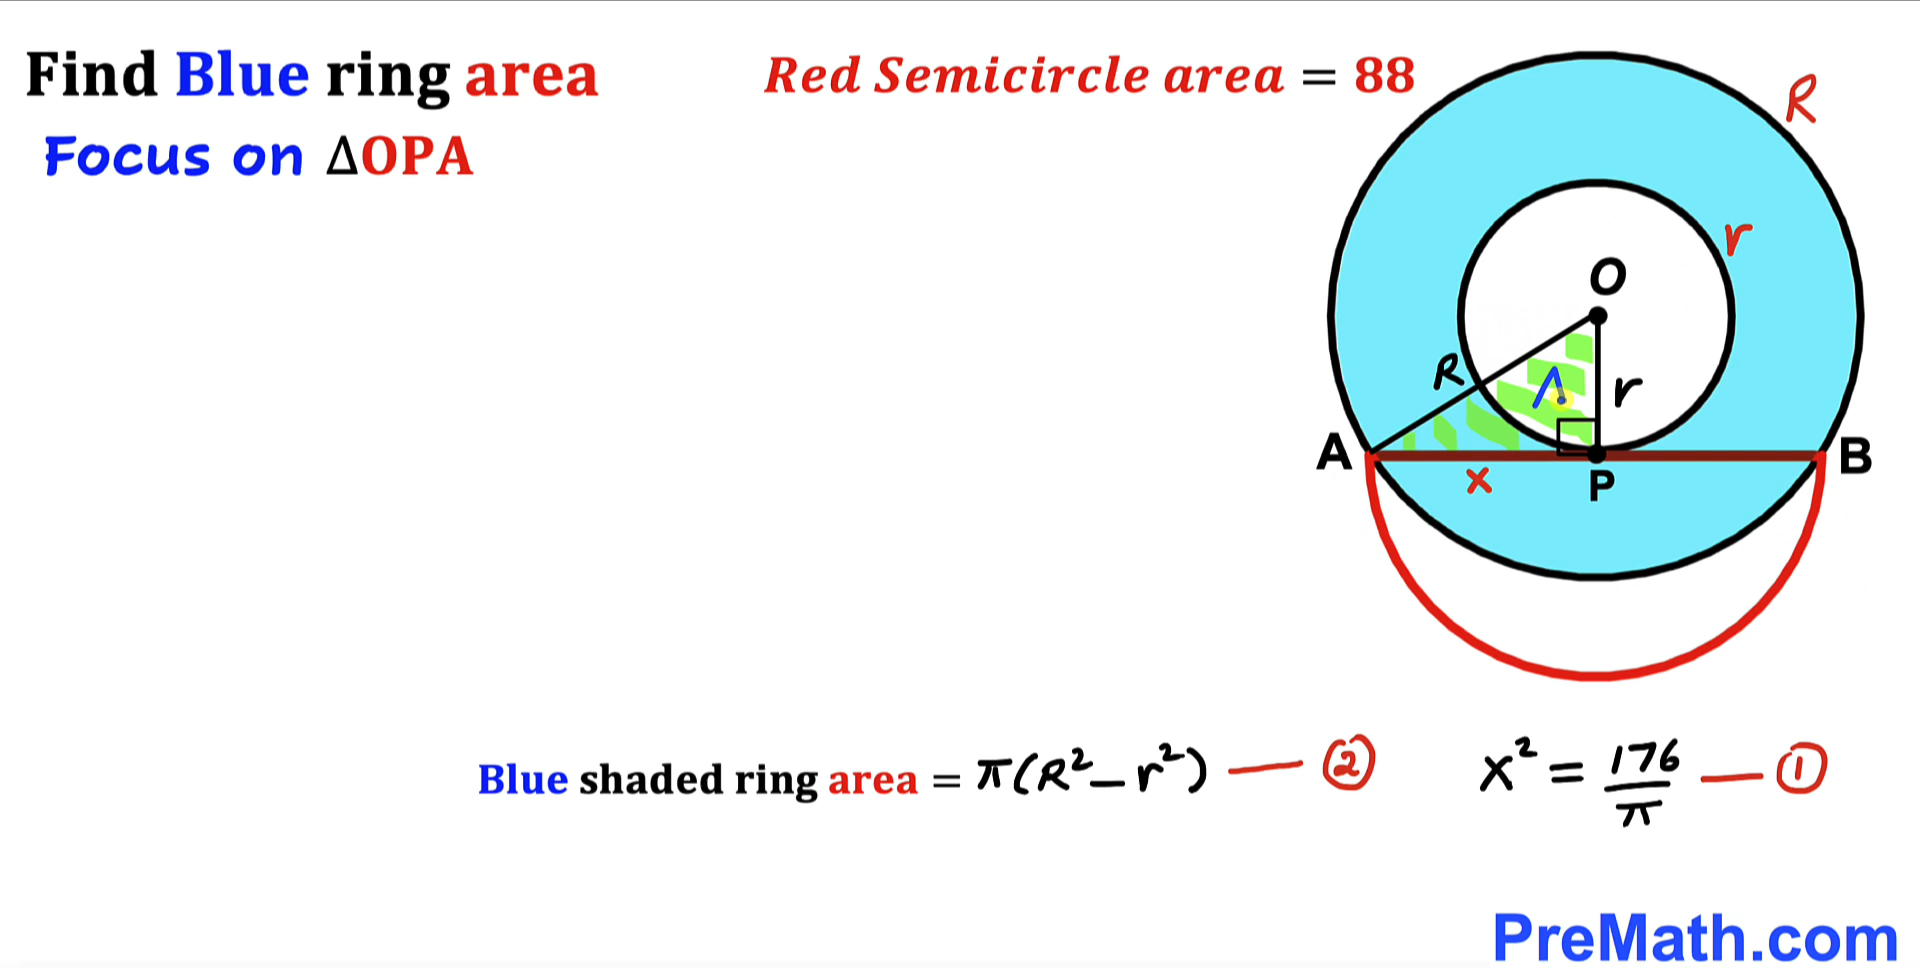 Find Blue ring area
Red Semicircle area = 88
Focus on ΔOPA
R
r
O
R
r
A
x
P
B
Blue shaded ring area = π(R²−r²) — ②
x² = 176/π — ①
PreMath.com